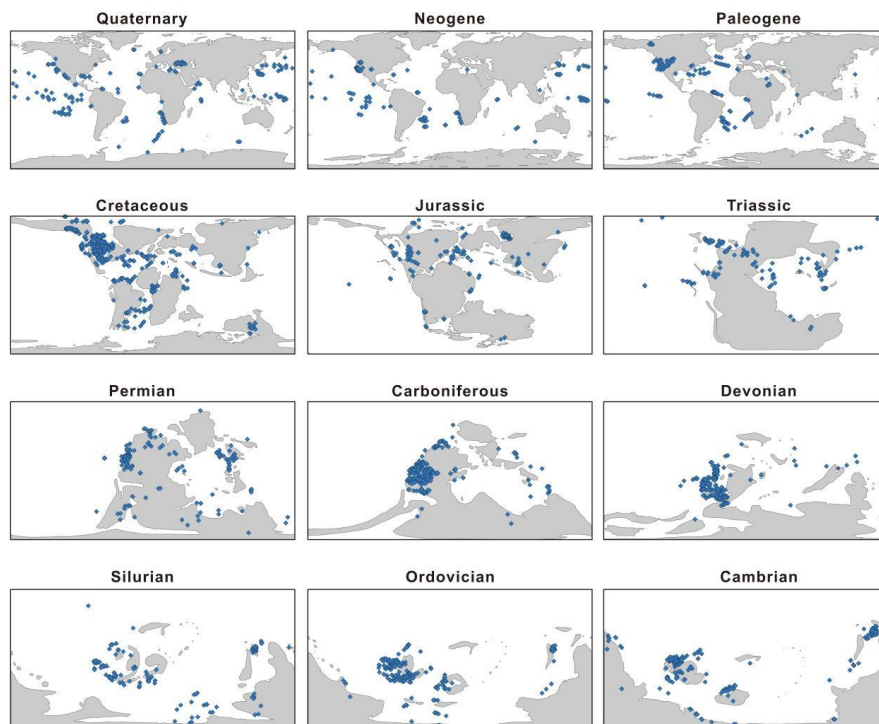 Quaternary
Neogene
Paleogene
Cretaceous
Jurassic
Triassic
Permian
Carboniferous
Devonian
Silurian
Ordovician
Cambrian